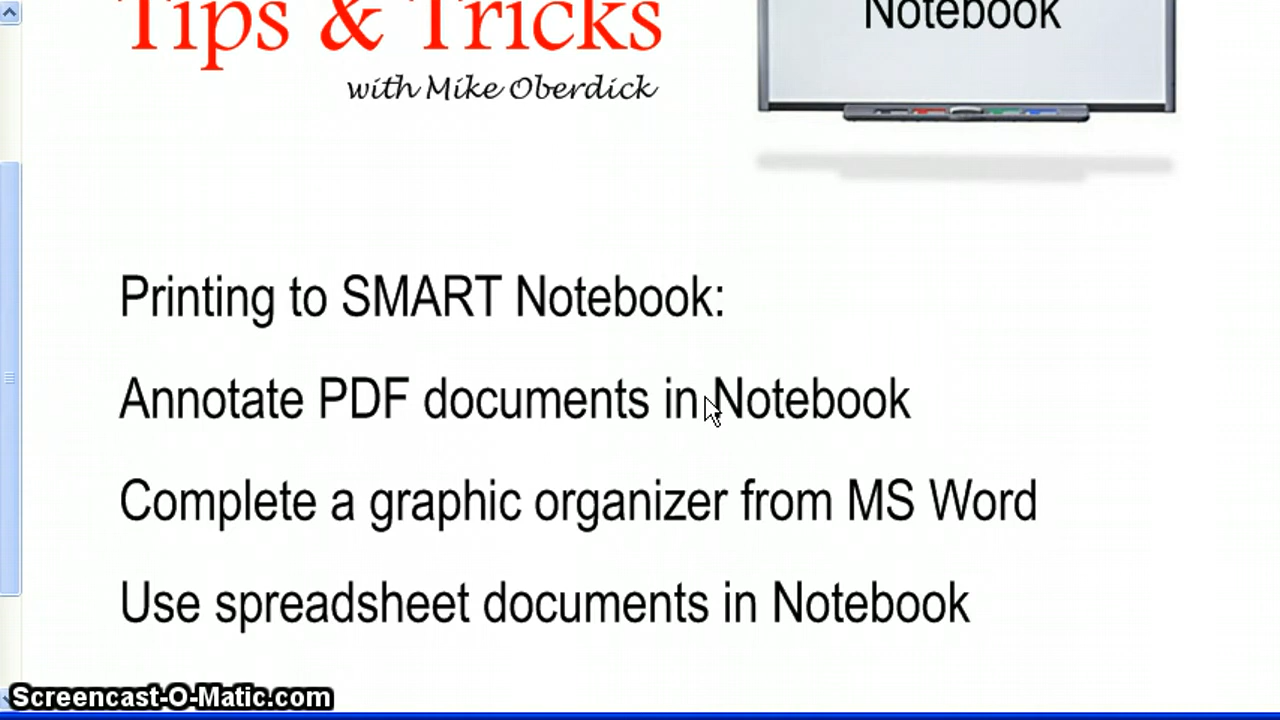 Tips & Tricks
Notebook
with Mike Oberdick
Printing to SMART Notebook:
Annotate PDF documents in Notebook
Complete a graphic organizer from MS Word
Use spreadsheet documents in Notebook
Screencast-O-Matic.com